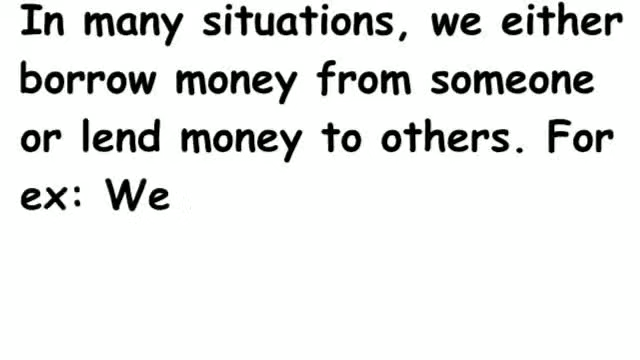 In many situations, we either
borrow money from someone
or lend money to others. For
ex: We